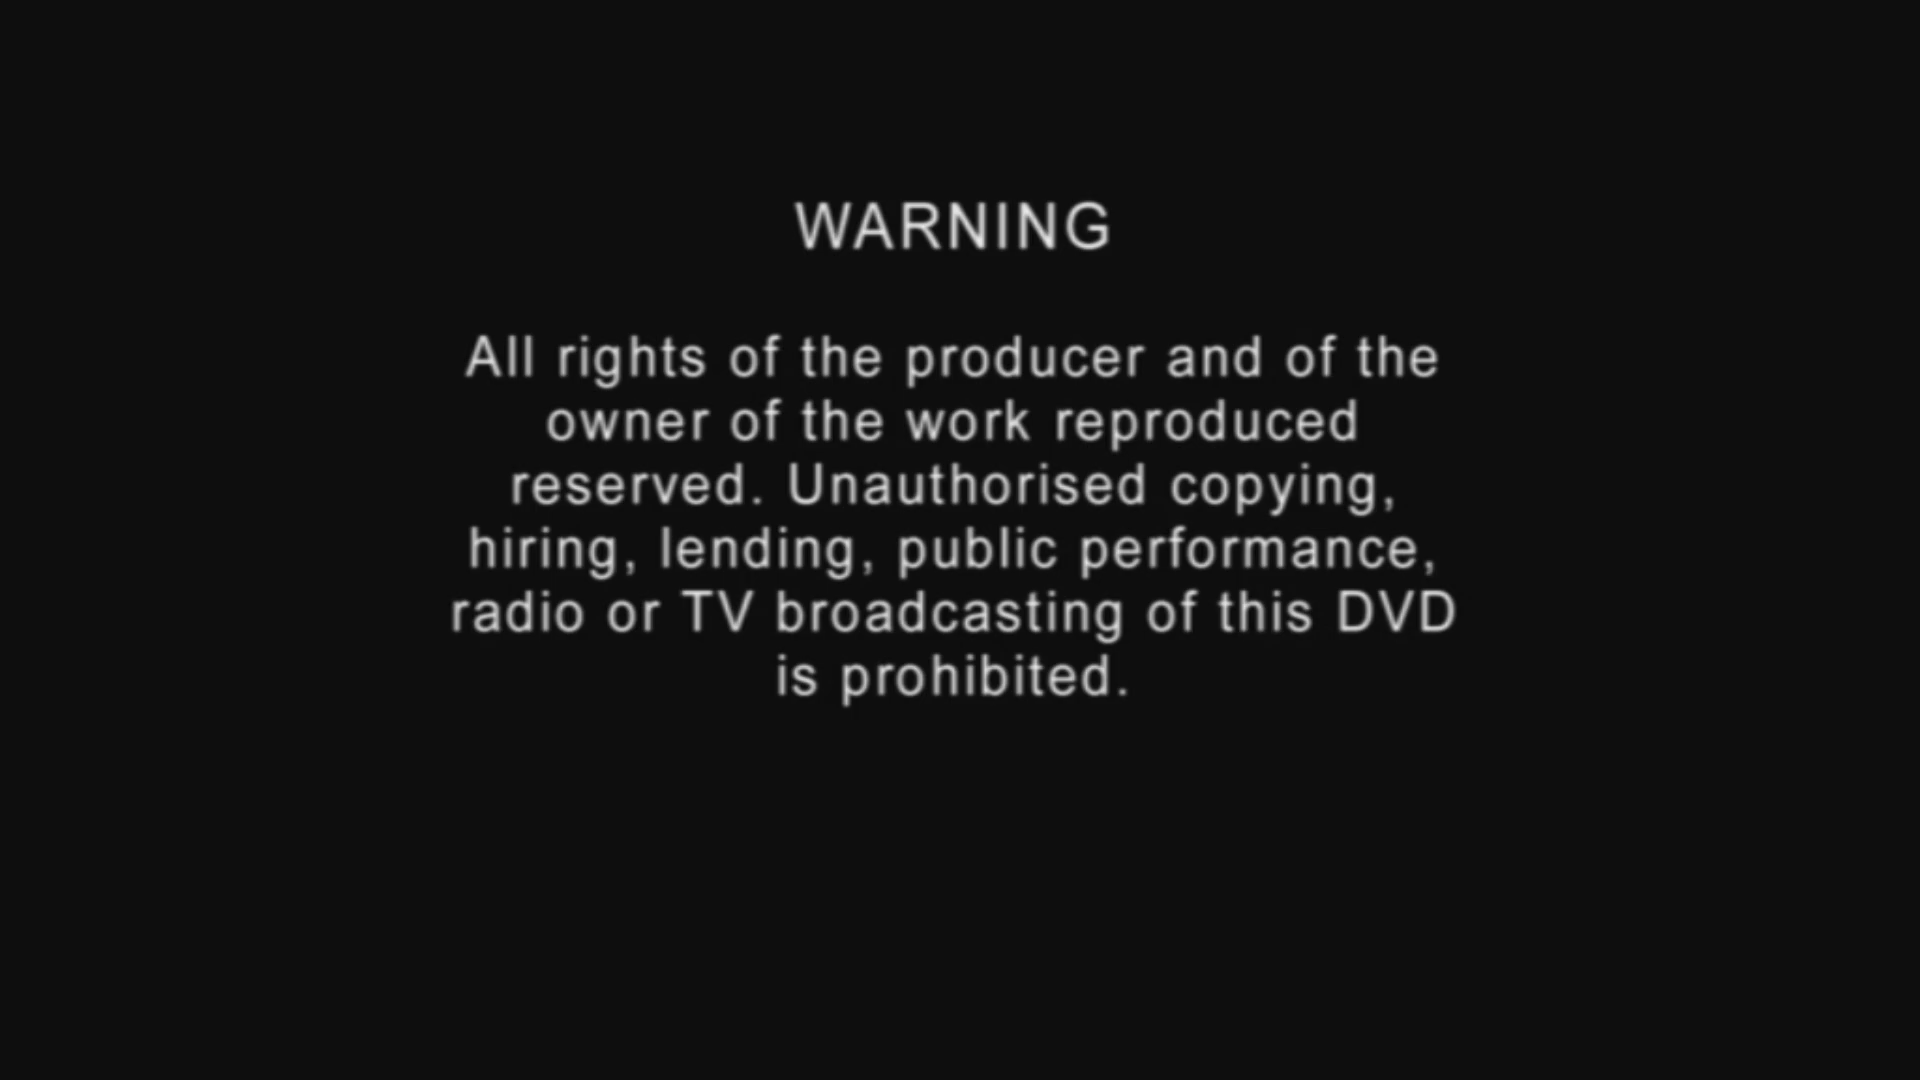 WARNING
All rights of the producer and of the
owner of the work reproduced
reserved. Unauthorised copying,
hiring, lending, public performance,
radio or TV broadcasting of this DVD
is prohibited.